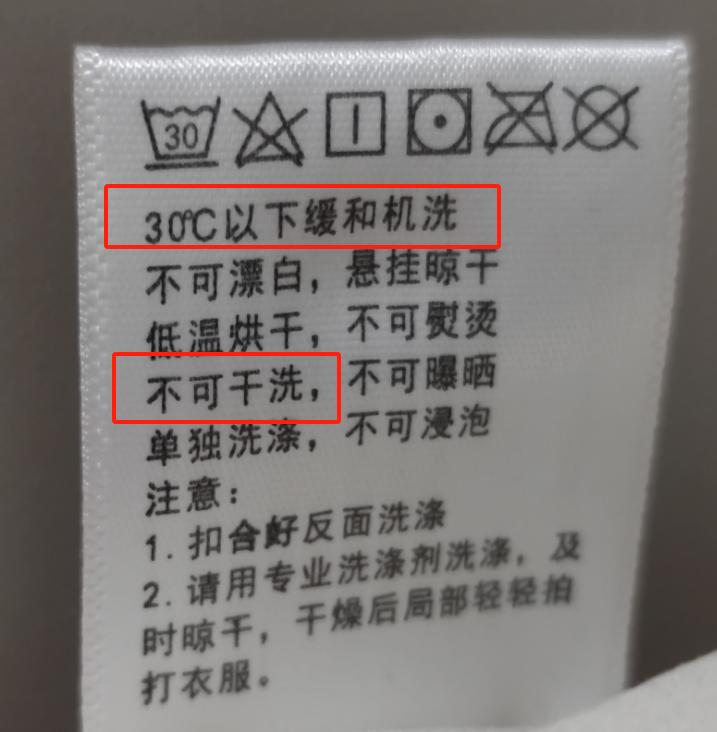 30
30℃以下缓和机洗
不可漂白，悬挂晾干
低温烘干，不可熨烫
不可干洗，不可曝晒
单独洗涤，不可浸泡
注意：
1. 扣合好反面洗涤
2. 请用专业洗涤剂洗涤，及
时晾干，干燥后局部轻轻拍
打衣服。